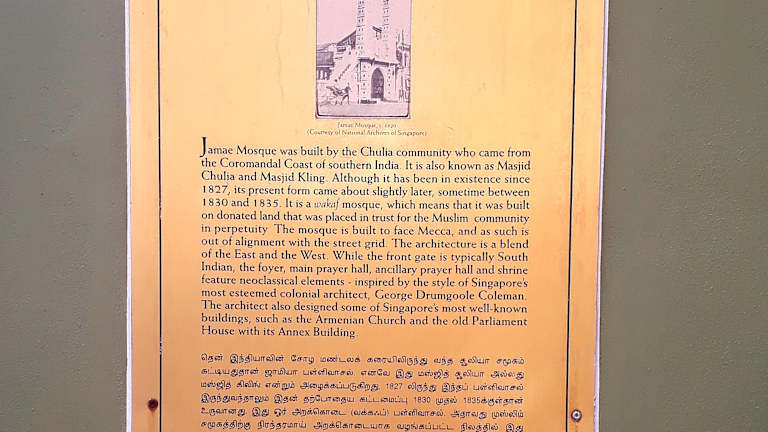 Jamae Mosque, c. 1920
(Courtesy of National Archives of Singapore)
Jamae Mosque was built by the Chulia community who came from
the Coromandal Coast of southern India. It is also known as Masjid
Chulia and Masjid Kling. Although it has been in existence since
1827, its present form came about slightly later, sometime between
1830 and 1835. It is a wakaf mosque, which means that it was built
on donated land that was placed in trust for the Muslim community
in perpetuity The mosque is built to face Mecca, and as such is
out of alignment with the street grid. The architecture is a blend
of the East and the West. While the front gate is typically South
Indian, the foyer, main prayer hall, ancillary prayer hall and shrine
feature neoclassical elements - inspired by the style of Singapore's
most esteemed colonial architect, George Drumgoole Coleman.
The architect also designed some of Singapore's most well-known
buildings, such as the Armenian Church and the old Parliament
House with its Annex Building.
தென் இந்தியாவின் சோழ மண்டலக் கரையிலிருந்து வந்த சூலியா சமூகம்
கட்டியதுதான் ஜாமியா பள்ளிவாசல். எனவே இது மஸ்ஜித் சூலியா அல்லது
மஸ்ஜித் கிலிங் என்றும் அழைக்கப்படுகிறது. 1827 லிருந்து இந்தப் பள்ளிவாசல்
இருந்துவந்தாலும் இதன் தற்போதைய கட்டமைப்பு 1830 முதல் 1835க்குள்தான்
உருவானது. இது ஓர் அறக்கொடை (வக்கஃப்) பள்ளிவாசல். அதாவது முஸ்லிம்
சமூகத்திற்கு நிரந்தரமாய் அறக்கொடையாக வழங்கப்பட்ட நிலத்தில் இது